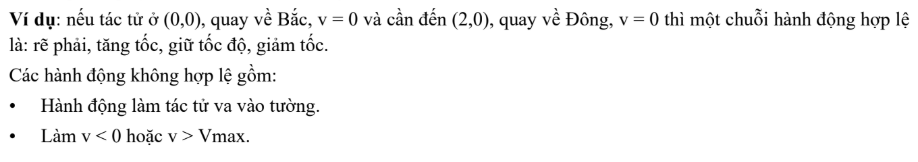 Ví dụ: nếu tác tử ở (0,0), quay về Bắc, v = 0 và cần đến (2,0), quay về Đông, v = 0 thì một chuỗi hành động hợp lệ
là: rẽ phải, tăng tốc, giữ tốc độ, giảm tốc.
Các hành động không hợp lệ gồm:
• Hành động làm tác tử va vào tường.
• Làm v < 0 hoặc v > Vmax.